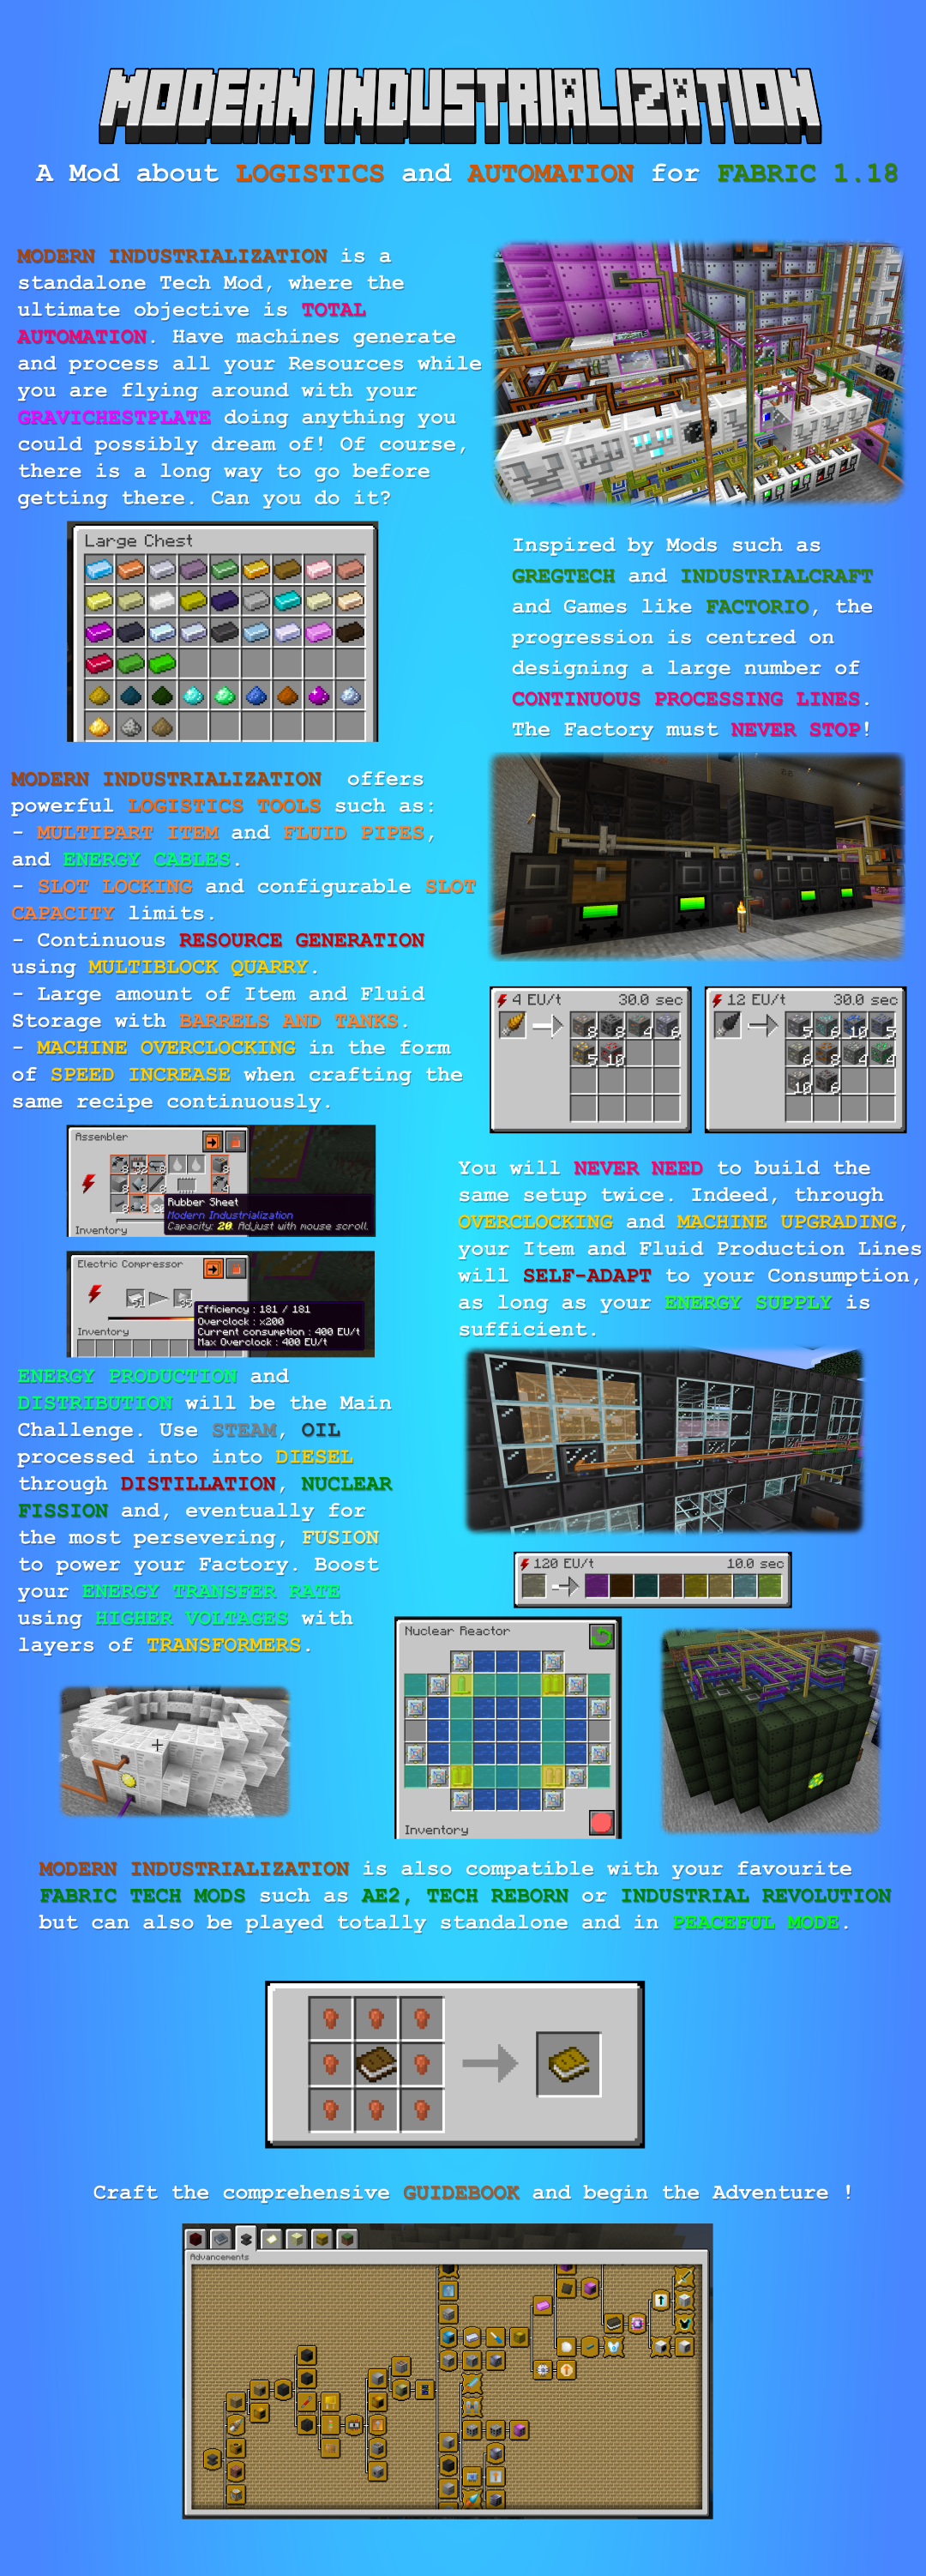 MODERN INDUSTRIALIZATION
A Mod about LOGISTICS and AUTOMATION for FABRIC 1.18
MODERN INDUSTRIALIZATION is a
standalone Tech Mod, where the
ultimate objective is TOTAL
AUTOMATION. Have machines generate
and process all your Resources while
you are flying around with your
GRAVICHESTPLATE doing anything you
could possibly dream of! Of course,
there is a long way to go before
getting there. Can you do it?
Large Chest
Inspired by Mods such as
GREGTECH and INDUSTRIALCRAFT
and Games like FACTORIO, the
progression is centred on
designing a large number of
CONTINUOUS PROCESSING LINES.
The Factory must NEVER STOP!
MODERN INDUSTRIALIZATION offers
powerful LOGISTICS TOOLS such as:
- MULTIPART ITEM and FLUID PIPES,
and ENERGY CABLES.
- SLOT LOCKING and configurable SLOT
CAPACITY limits.
- Continuous RESOURCE GENERATION
using MULTIBLOCK QUARRY.
- Large amount of Item and Fluid
Storage with BARRELS AND TANKS.
- MACHINE OVERCLOCKING in the form
of SPEED INCREASE when crafting the
same recipe continuously.
4 EU/t 30.0 sec
8 8 4 6
5 10
12 EU/t 30.0 sec
5 6 10 5
6 8 4 4
10 6
Assembler
Rubber Sheet
Modern Industrialization
Capacity: 20. Adjust with mouse scroll.
Inventory
Electric Compressor
Efficiency : 181 / 181
Overclock : x200
Current consumption : 400 EU/t
Max Overclock : 400 EU/t
Inventory
You will NEVER NEED to build the
same setup twice. Indeed, through
OVERCLOCKING and MACHINE UPGRADING,
your Item and Fluid Production Lines
will SELF-ADAPT to your Consumption,
as long as your ENERGY SUPPLY is
sufficient.
ENERGY PRODUCTION and
DISTRIBUTION will be the Main
Challenge. Use STEAM, OIL
processed into into DIESEL
through DISTILLATION, NUCLEAR
FISSION and, eventually for
the most persevering, FUSION
to power your Factory. Boost
your ENERGY TRANSFER RATE
using HIGHER VOLTAGES with
layers of TRANSFORMERS.
120 EU/t 10.0 sec
Nuclear Reactor
Inventory
MODERN INDUSTRIALIZATION is also compatible with your favourite
FABRIC TECH MODS such as AE2, TECH REBORN or INDUSTRIAL REVOLUTION
but can also be played totally standalone and in PEACEFUL MODE.
Craft the comprehensive GUIDEBOOK and begin the Adventure !
Advancements